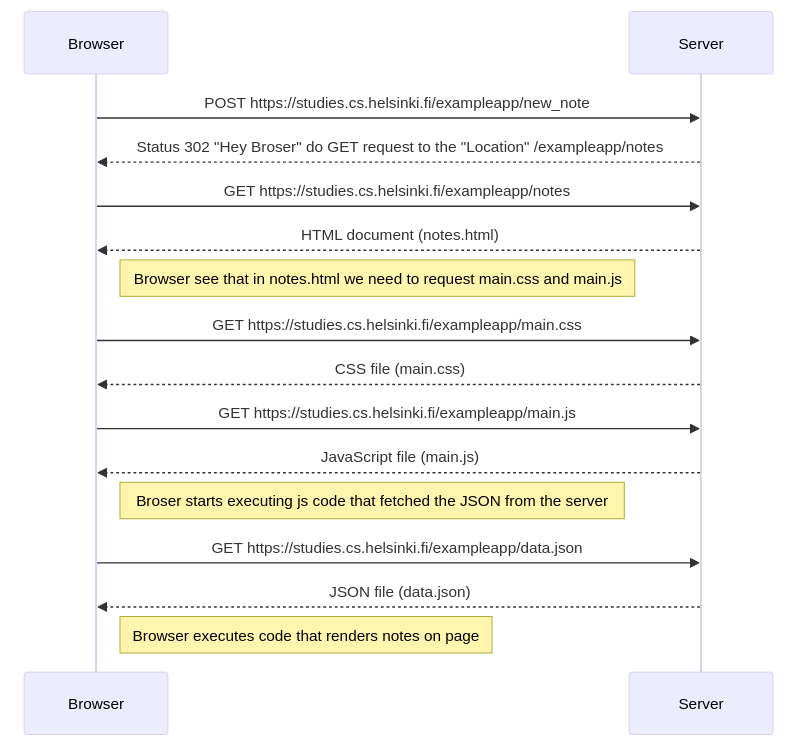 Browser Server
POST https://studies.cs.helsinki.fi/exampleapp/new_note
Status 302 "Hey Broser" do GET request to the "Location" /exampleapp/notes
GET https://studies.cs.helsinki.fi/exampleapp/notes
HTML document (notes.html)
Browser see that in notes.html we need to request main.css and main.js
GET https://studies.cs.helsinki.fi/exampleapp/main.css
CSS file (main.css)
GET https://studies.cs.helsinki.fi/exampleapp/main.js
JavaScript file (main.js)
Broser starts executing js code that fetched the JSON from the server
GET https://studies.cs.helsinki.fi/exampleapp/data.json
JSON file (data.json)
Browser executes code that renders notes on page
Browser Server